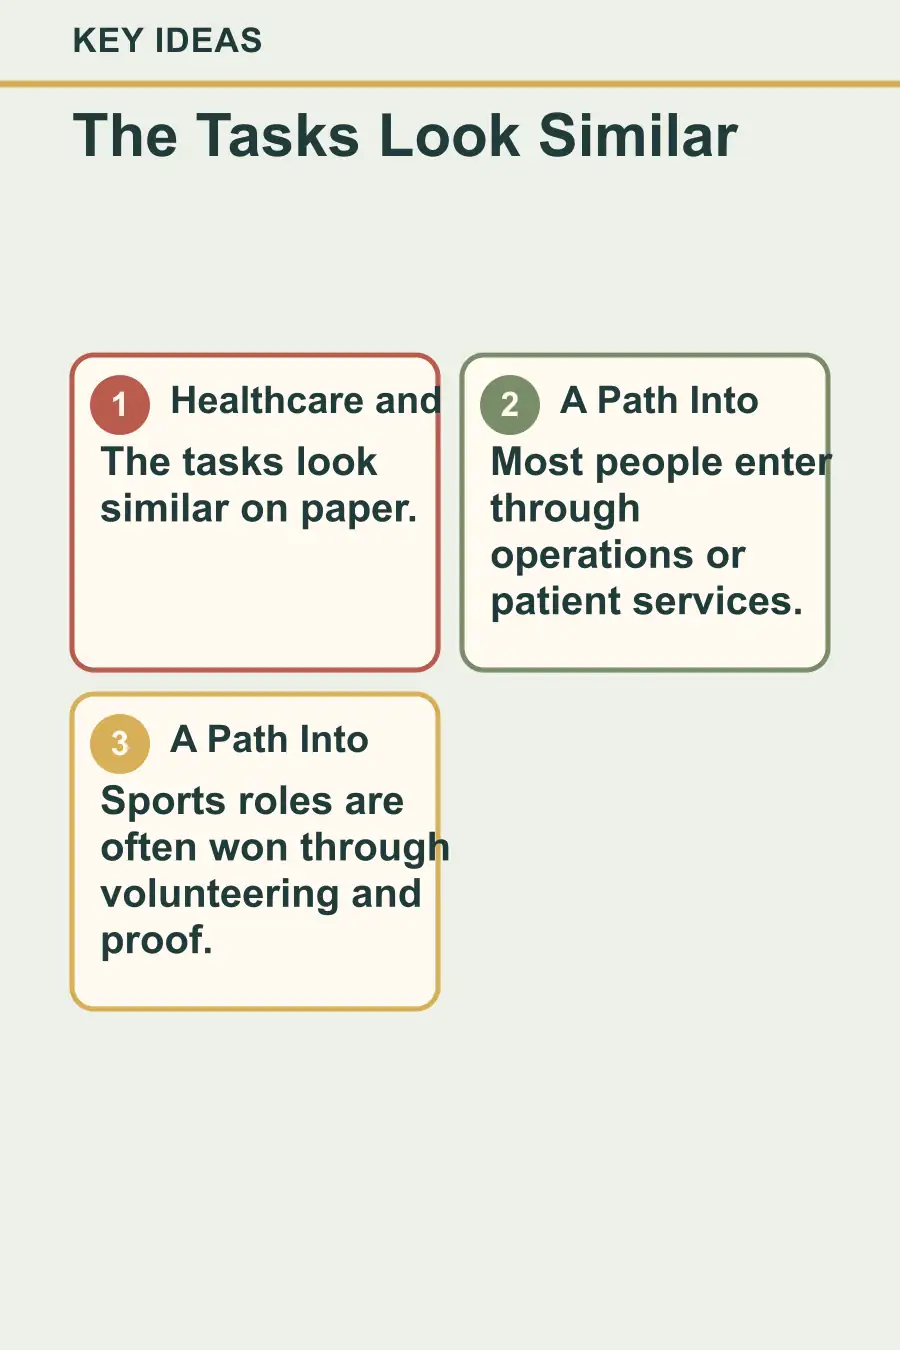 KEY IDEAS
The Tasks Look Similar
1
Healthcare and
The tasks look
similar on paper.
2
A Path Into
Most people enter
through
operations or
patient services.
3
A Path Into
Sports roles are
often won through
volunteering and
proof.